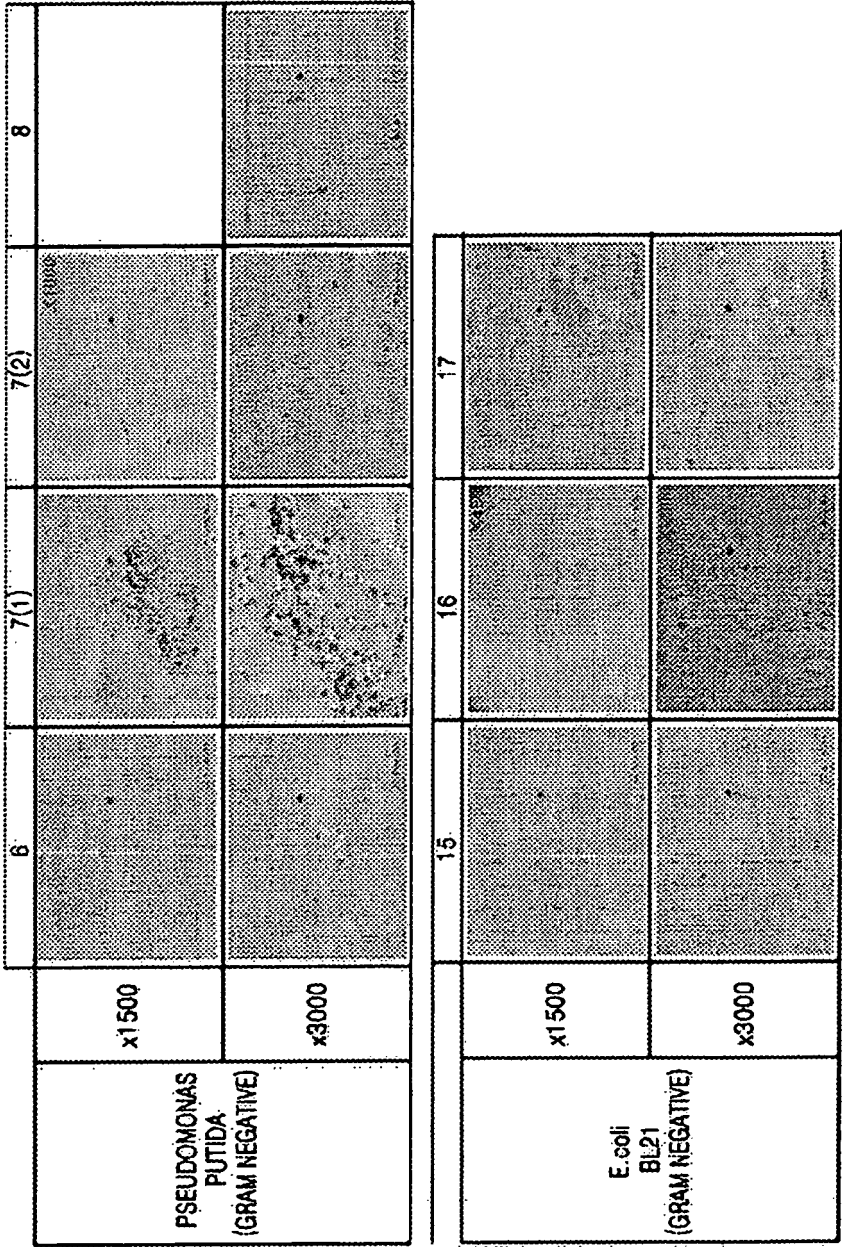 6
7(1)
7(2)
8
PSEUDOMONAS
PUTIDA
(GRAM NEGATIVE)
x1500
x3000
15
16
17
E.coli
BL21
(GRAM NEGATIVE)
x1500
x3000